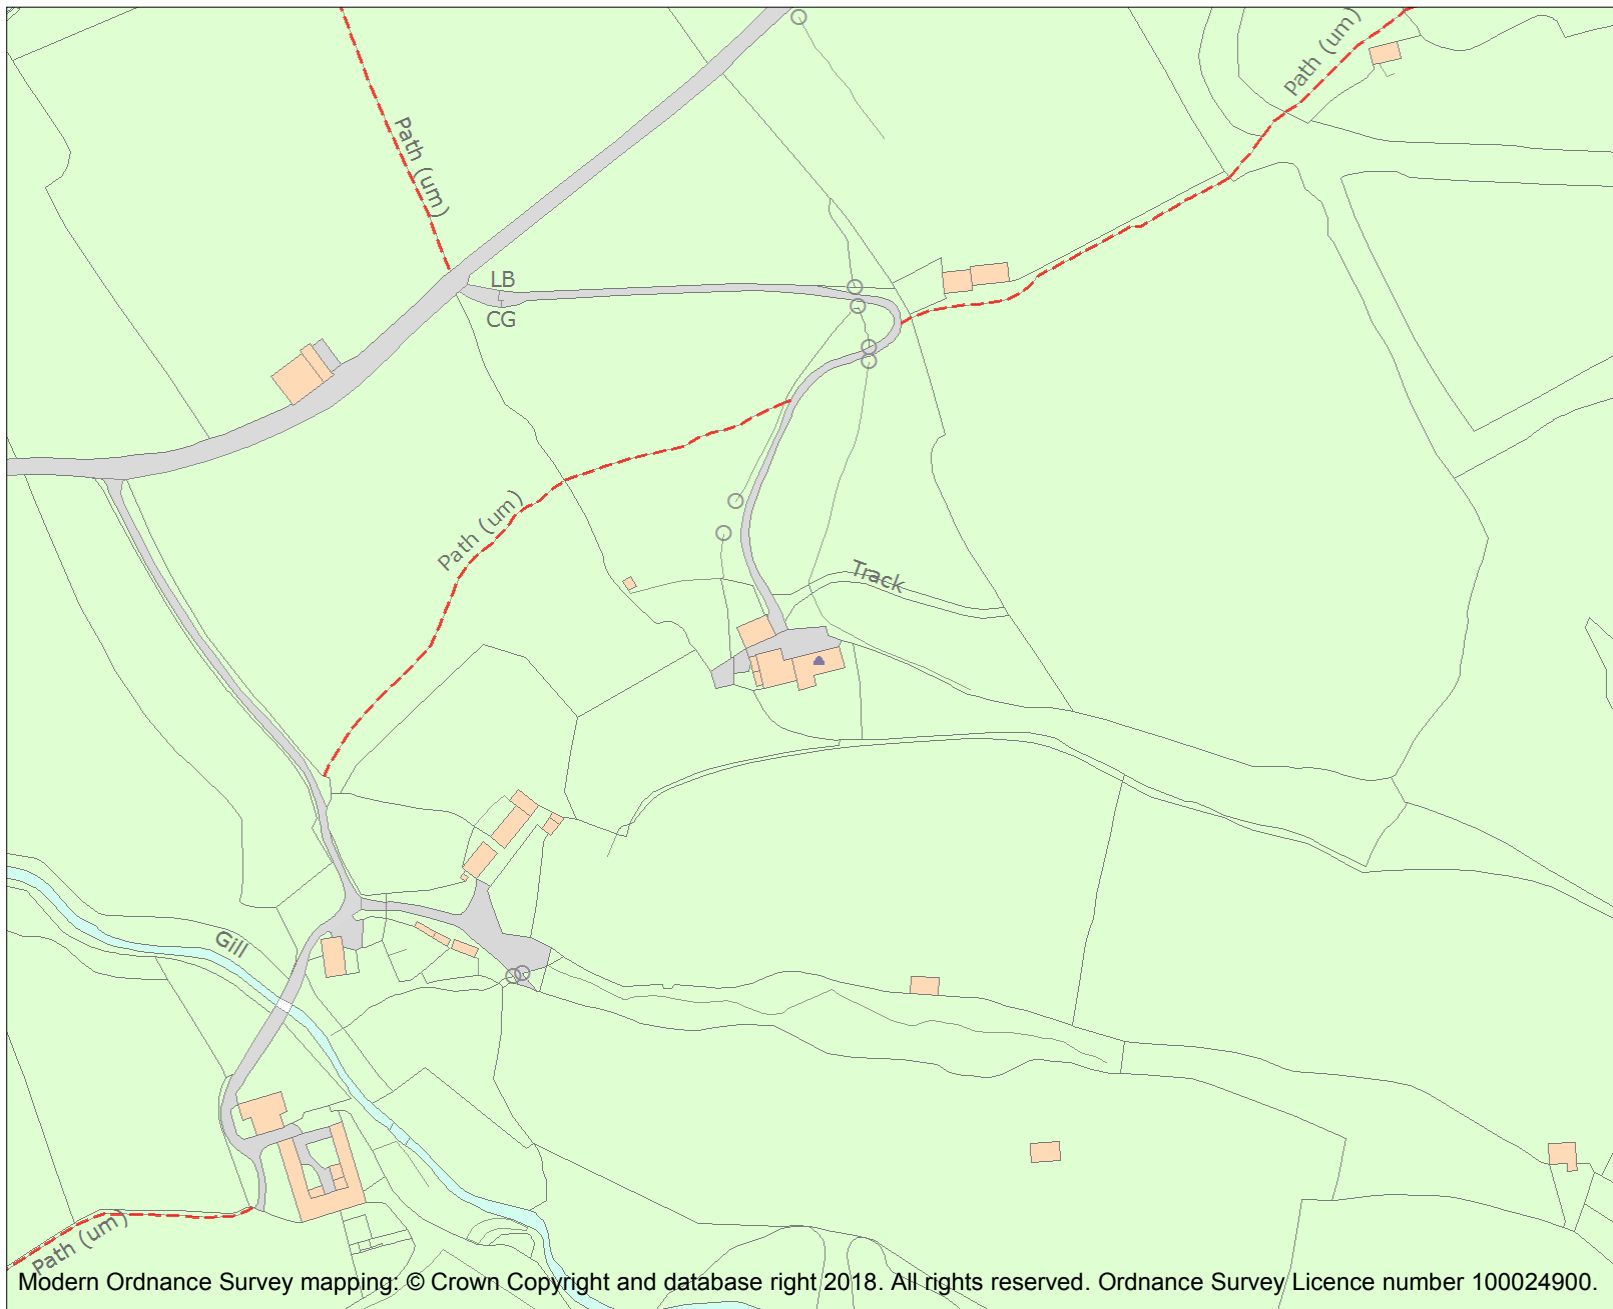 Path (um)
Path (um)
LB
CG
Path (um)
Track
Gill
Path (um)
Modern Ordnance Survey mapping: © Crown Copyright and database right 2018. All rights reserved. Ordnance Survey Licence number 100024900.